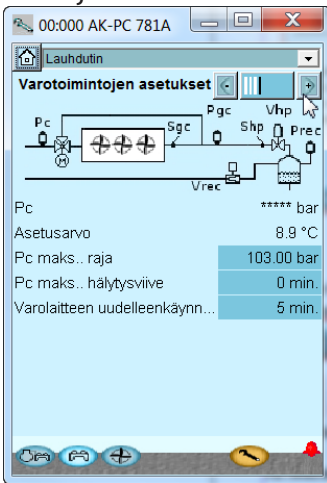 00:000 AK-PC 781A
Lauhdutin
Varotoimintojen asetukset
Pgc Vhp
Pc Sgc Shp Prec
M
Vrec
Pc ***** bar
Asetusarvo 8.9 °C
Pc maks.. raja 103.00 bar
Pc maks.. hälytysviive 0 min.
Varolaitteen uudelleenkäynn... 5 min.